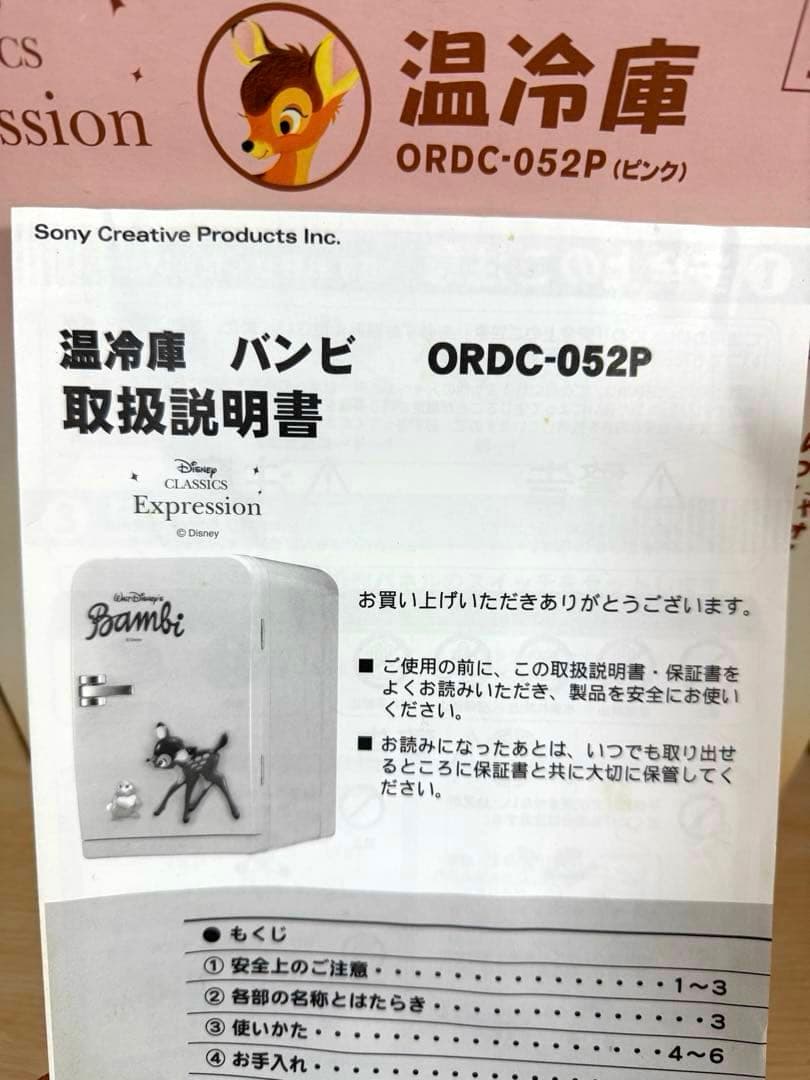 cs
ssion
温冷庫
ORDC-052P (ピンク)
Sony Creative Products Inc.
温冷庫 バンビ ORDC-052P
取扱説明書
Disney
CLASSICS
Expression
© Disney
Walt Disney's
Bambi
お買い上げいただきありがとうございます。
■ ご使用の前に、この取扱説明書・保証書を
よくお読みいただき、製品を安全にお使い
ください。
■ お読みになったあとは、いつでも取り出せ
るところに保証書と共に大切に保管してく
ださい。
● もくじ
① 安全上のご注意・・・・・・・・・・・・・・・1～3
② 各部の名称とはたらき・・・・・・・・・・・・・3
③ 使いかた・・・・・・・・・・・・・・・・・・4～6
④ お手入れ・・・・・・・・・・・・・・・